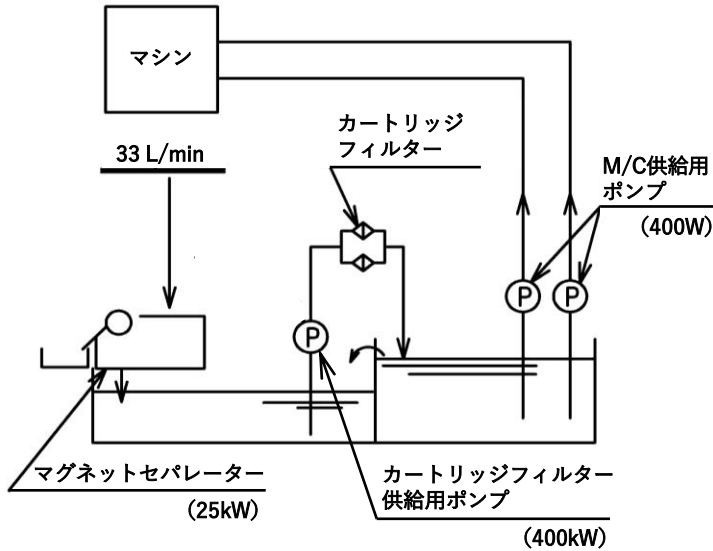 マシン
33 L/min
カートリッジ
フィルター
M/C供給用
ポンプ
(400W)
P
P
P
マグネットセパレーター
(25kW)
カートリッジフィルター
供給用ポンプ
(400kW)